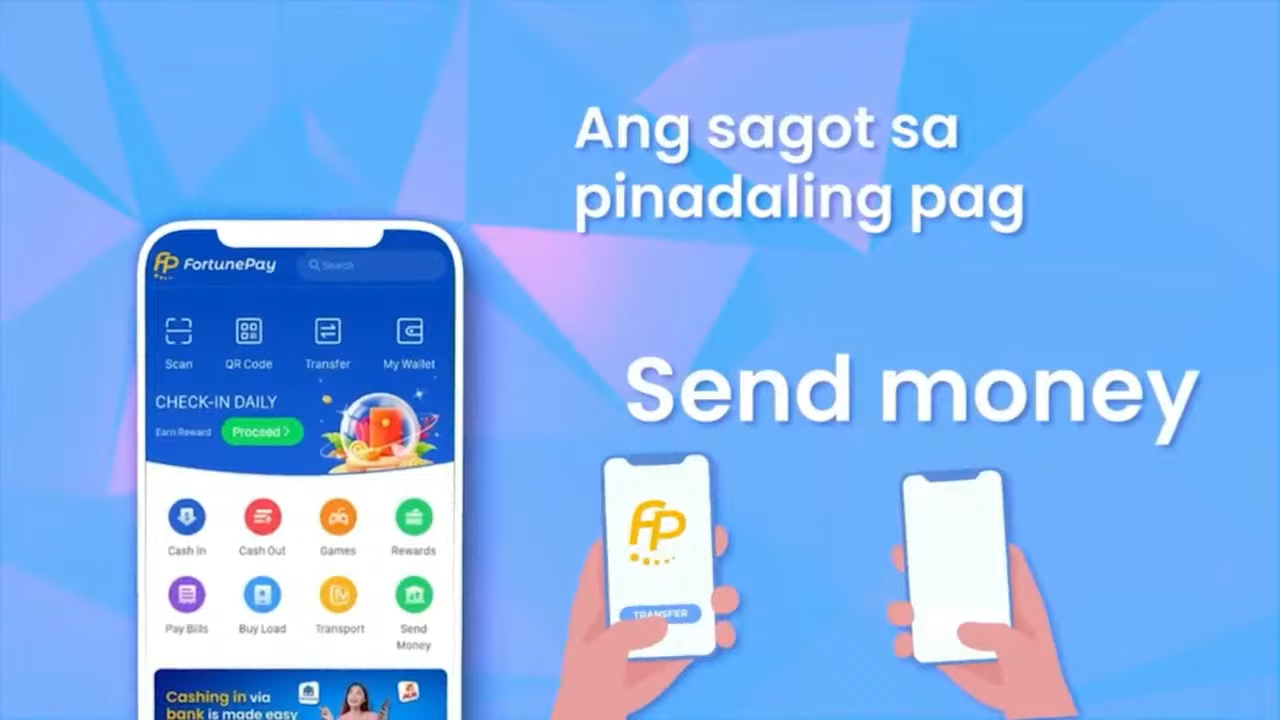 Ang sagot sa
pinadaling pag
Send money
FP FortunePay
Search
Scan
QR Code
Transfer
My Wallet
CHECK-IN DAILY
Earn Reward
Proceed >
Cash In
Cash Out
Games
Rewards
Pay Bills
Buy Load
Transport
Send
Money
Cashing in via
bank is made easy
FP
TRANSFER